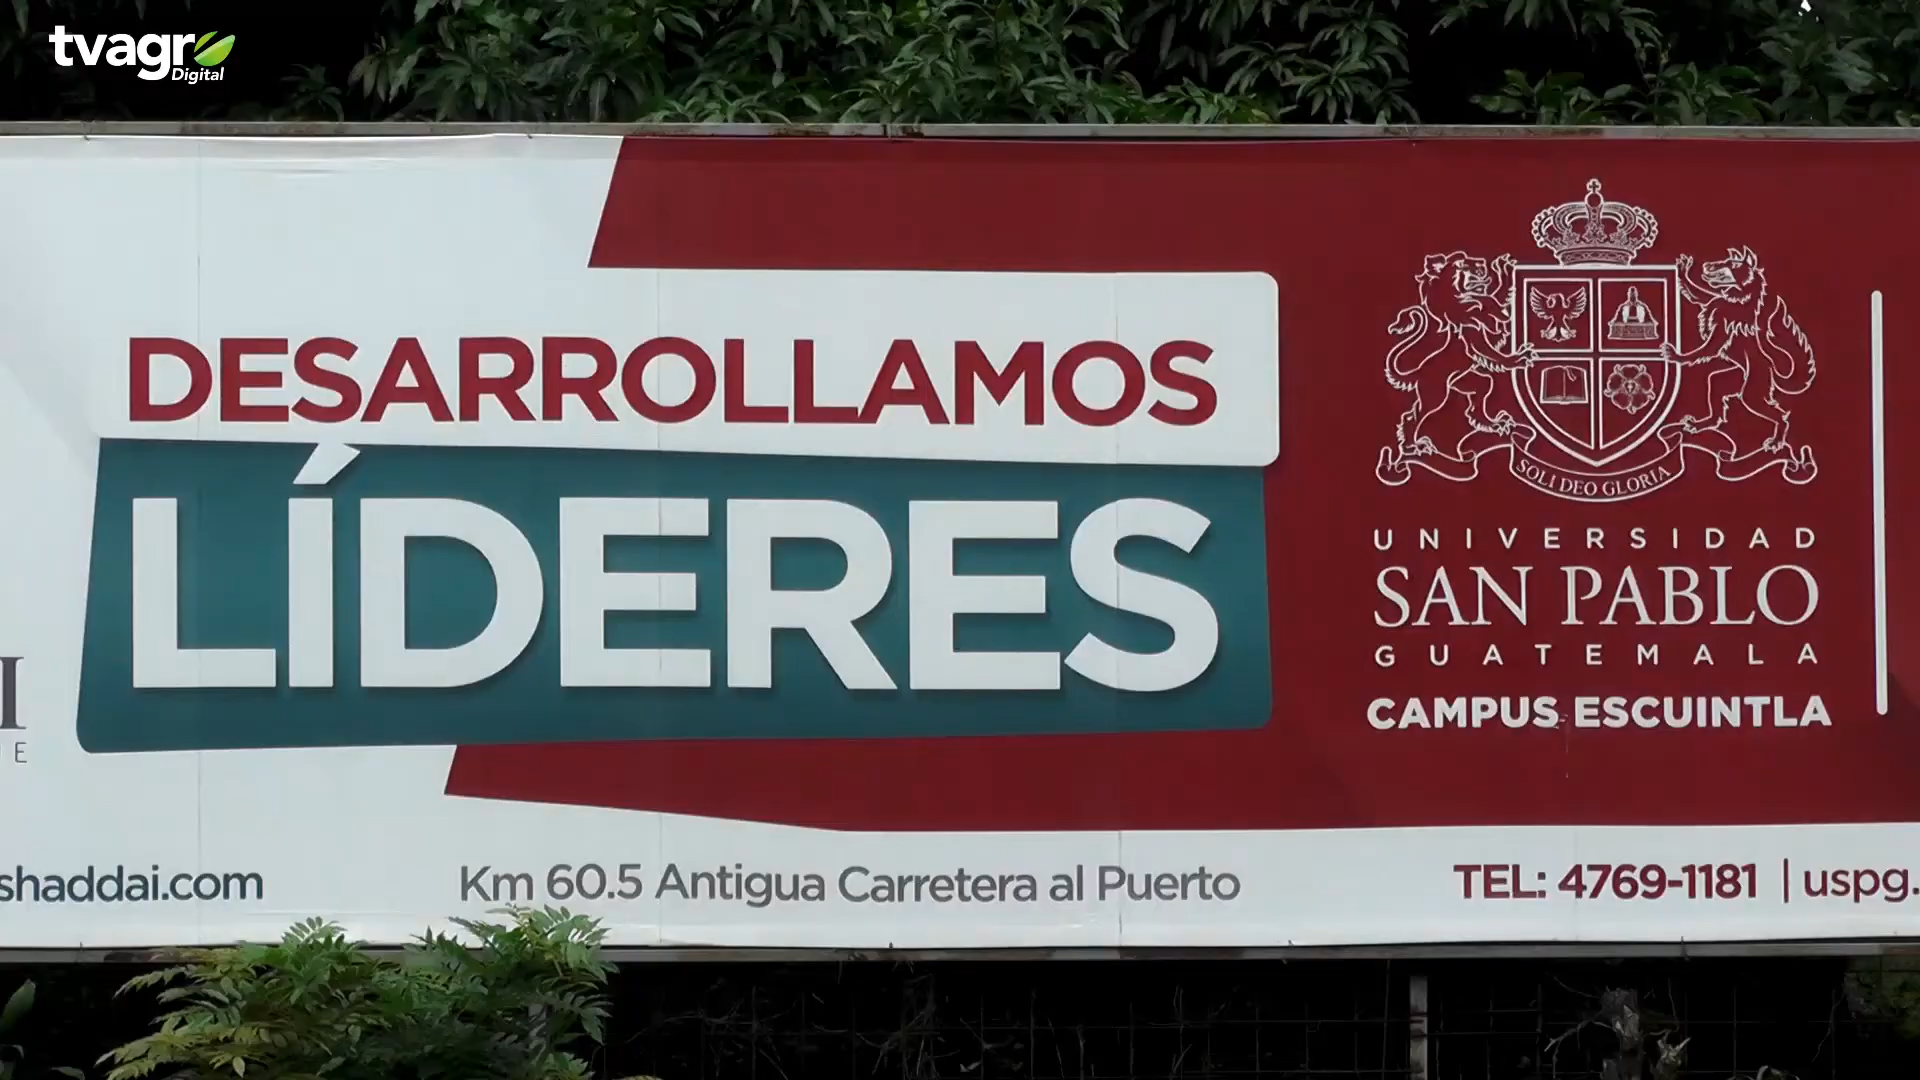 tvagro
Digital
DESARROLLAMOS
LÍDERES
SOLI DEO GLORIA
UNIVERSIDAD
SAN PABLO
GUATEMALA
CAMPUS ESCUINTLA
shaddai.com
Km 60.5 Antigua Carretera al Puerto
TEL: 4769-1181 | uspg.